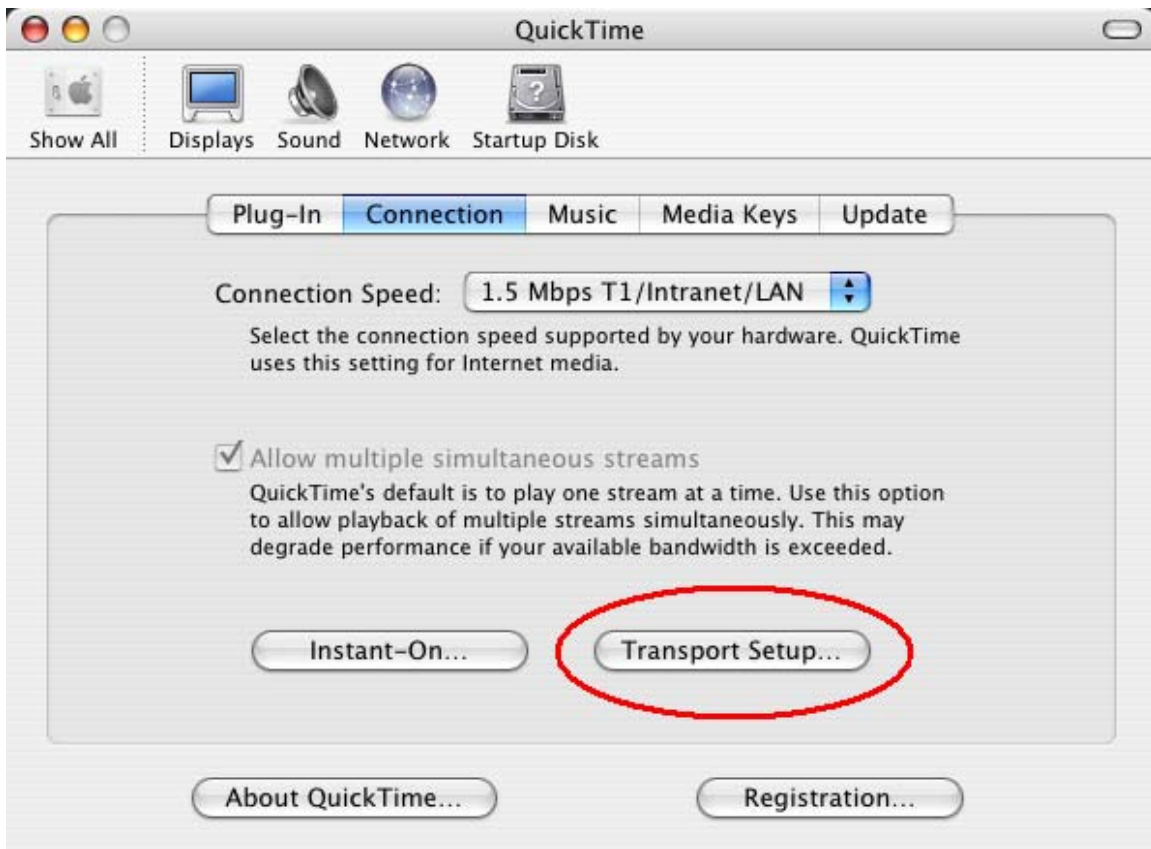 QuickTime
Show All Displays Sound Network Startup Disk
Plug-In Connection Music Media Keys Update
Connection Speed: 1.5 Mbps T1/Intranet/LAN
Select the connection speed supported by your hardware. QuickTime
uses this setting for Internet media.
Allow multiple simultaneous streams
QuickTime's default is to play one stream at a time. Use this option
to allow playback of multiple streams simultaneously. This may
degrade performance if your available bandwidth is exceeded.
Instant-On... Transport Setup...
About QuickTime... Registration...